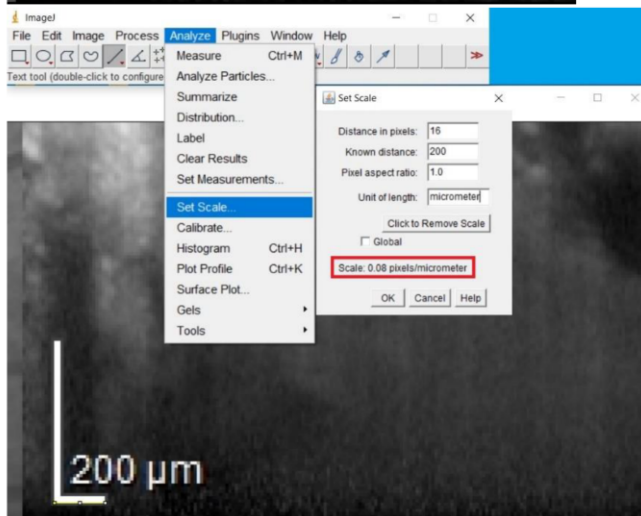 ImageJ
File Edit Image Process Analyze Plugins Window Help
Text tool (double-click to configure
Measure Ctrl+M
Analyze Particles...
Summarize
Distribution...
Label
Clear Results
Set Measurements...
Set Scale...
Calibrate...
Histogram Ctrl+H
Plot Profile Ctrl+K
Surface Plot...
Gels
Tools
Set Scale
Distance in pixels: 16
Known distance: 200
Pixel aspect ratio: 1.0
Unit of length: micrometer
Click to Remove Scale
Global
Scale: 0.08 pixels/micrometer
OK Cancel Help
200 µm